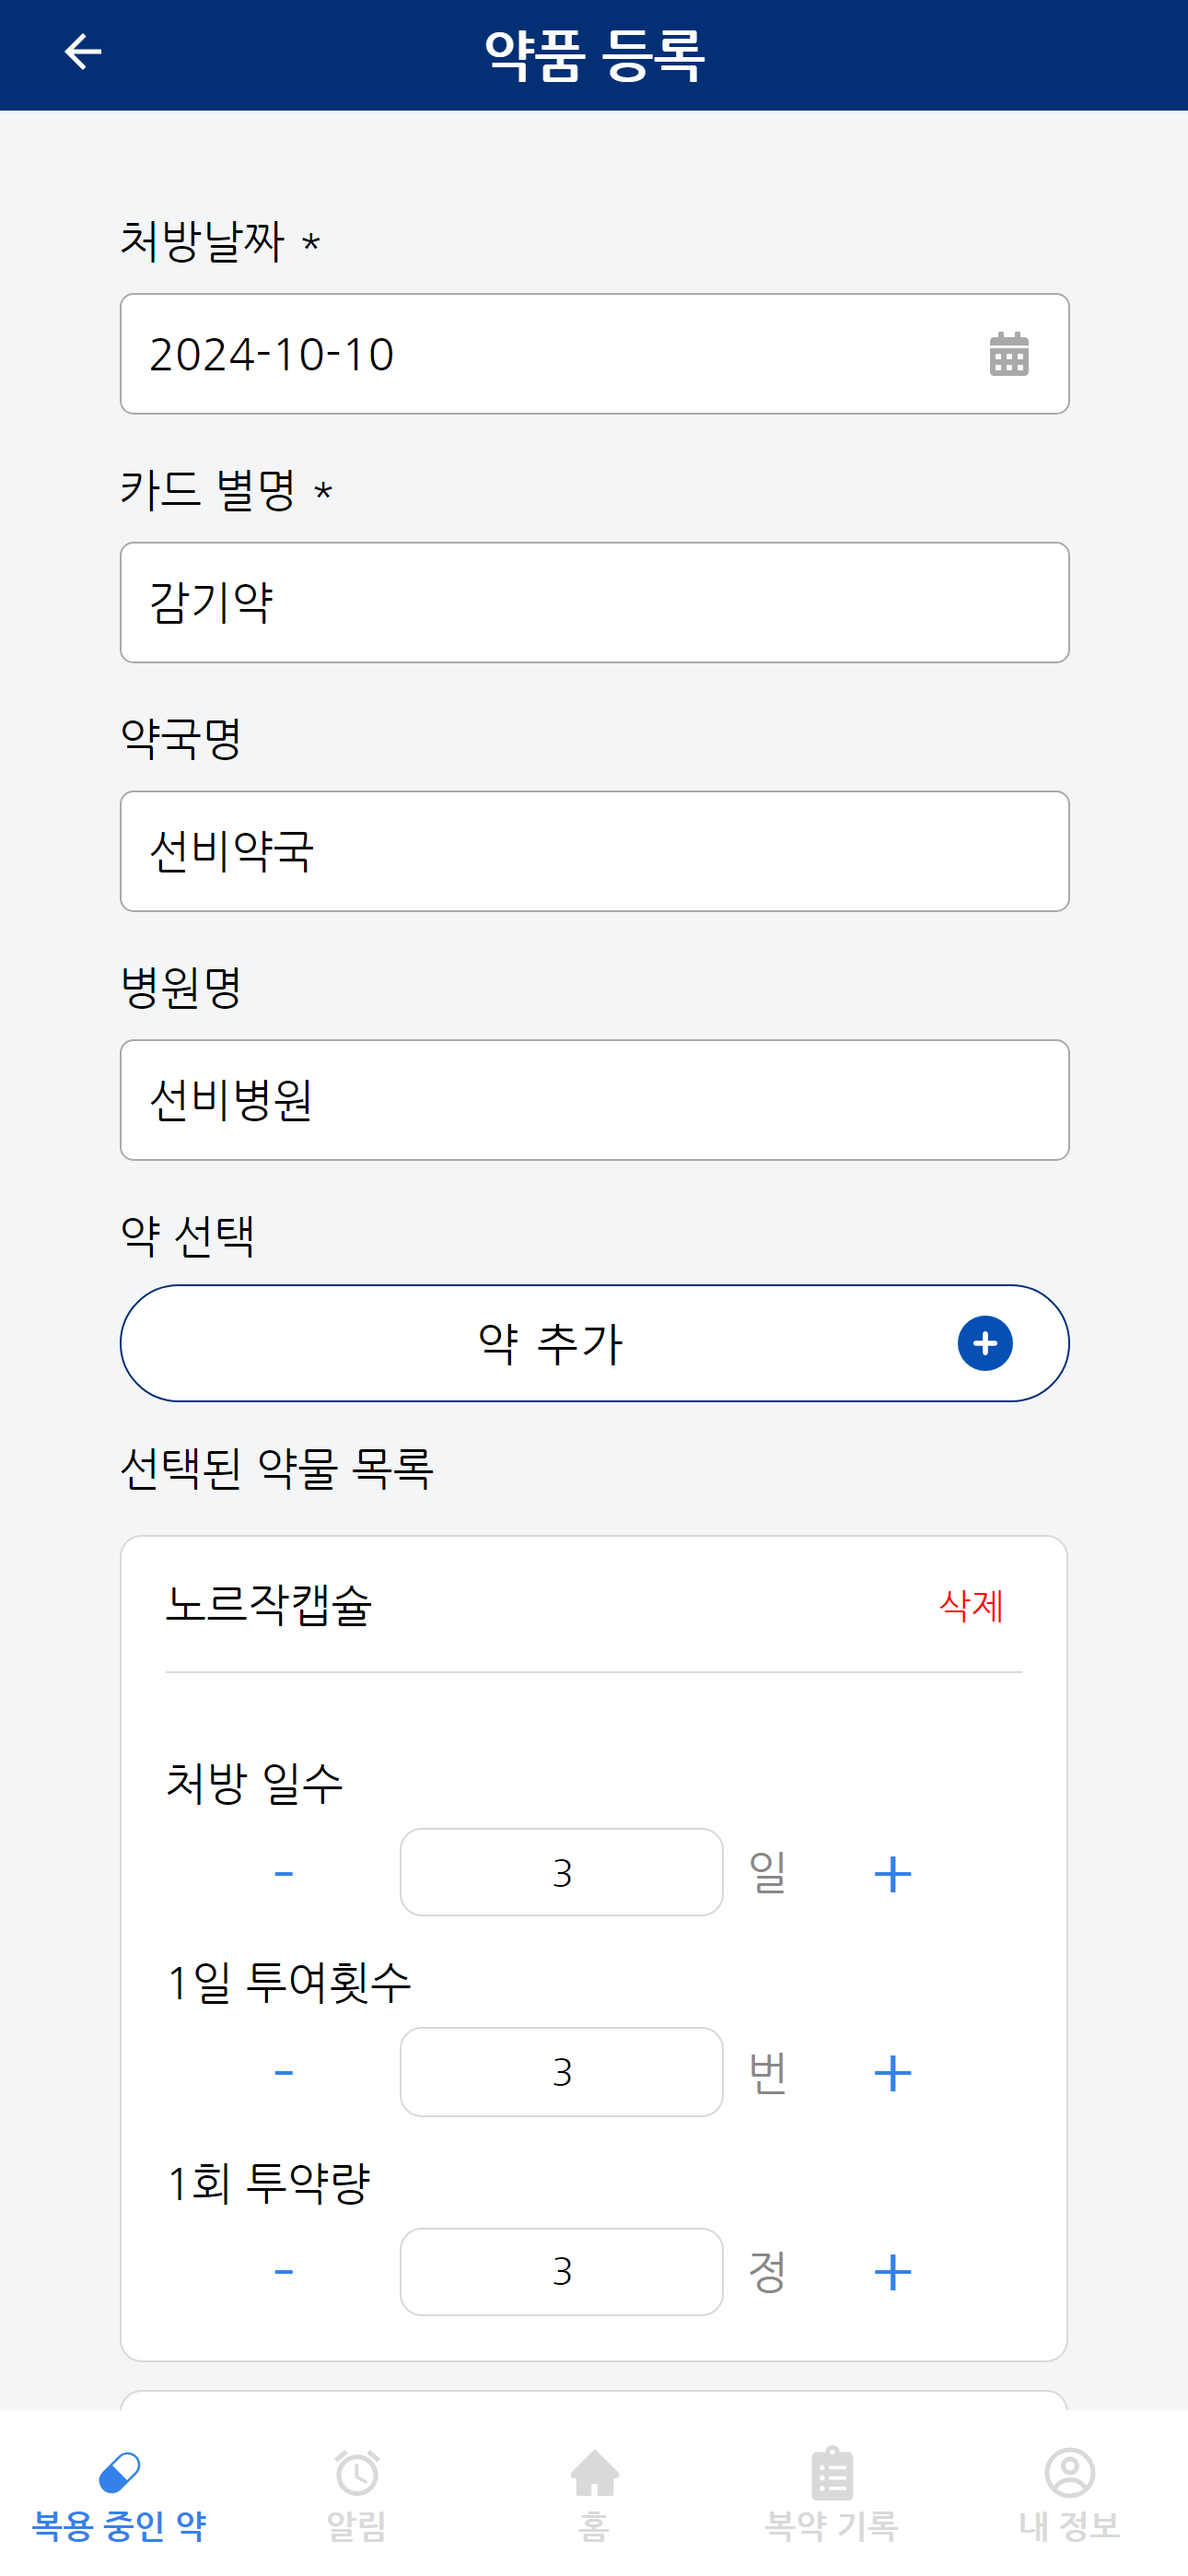 약품 등록
처방날짜 *
2024-10-10
카드 별명 *
감기약
약국명
선비약국
병원명
선비병원
약 선택
약 추가
선택된 약물 목록
노르작캡슐 삭제
처방 일수
- 3 일 +
1일 투여횟수
- 3 번 +
1회 투약량
- 3 정 +
복용 중인 약 알림 홈 복약 기록 내 정보